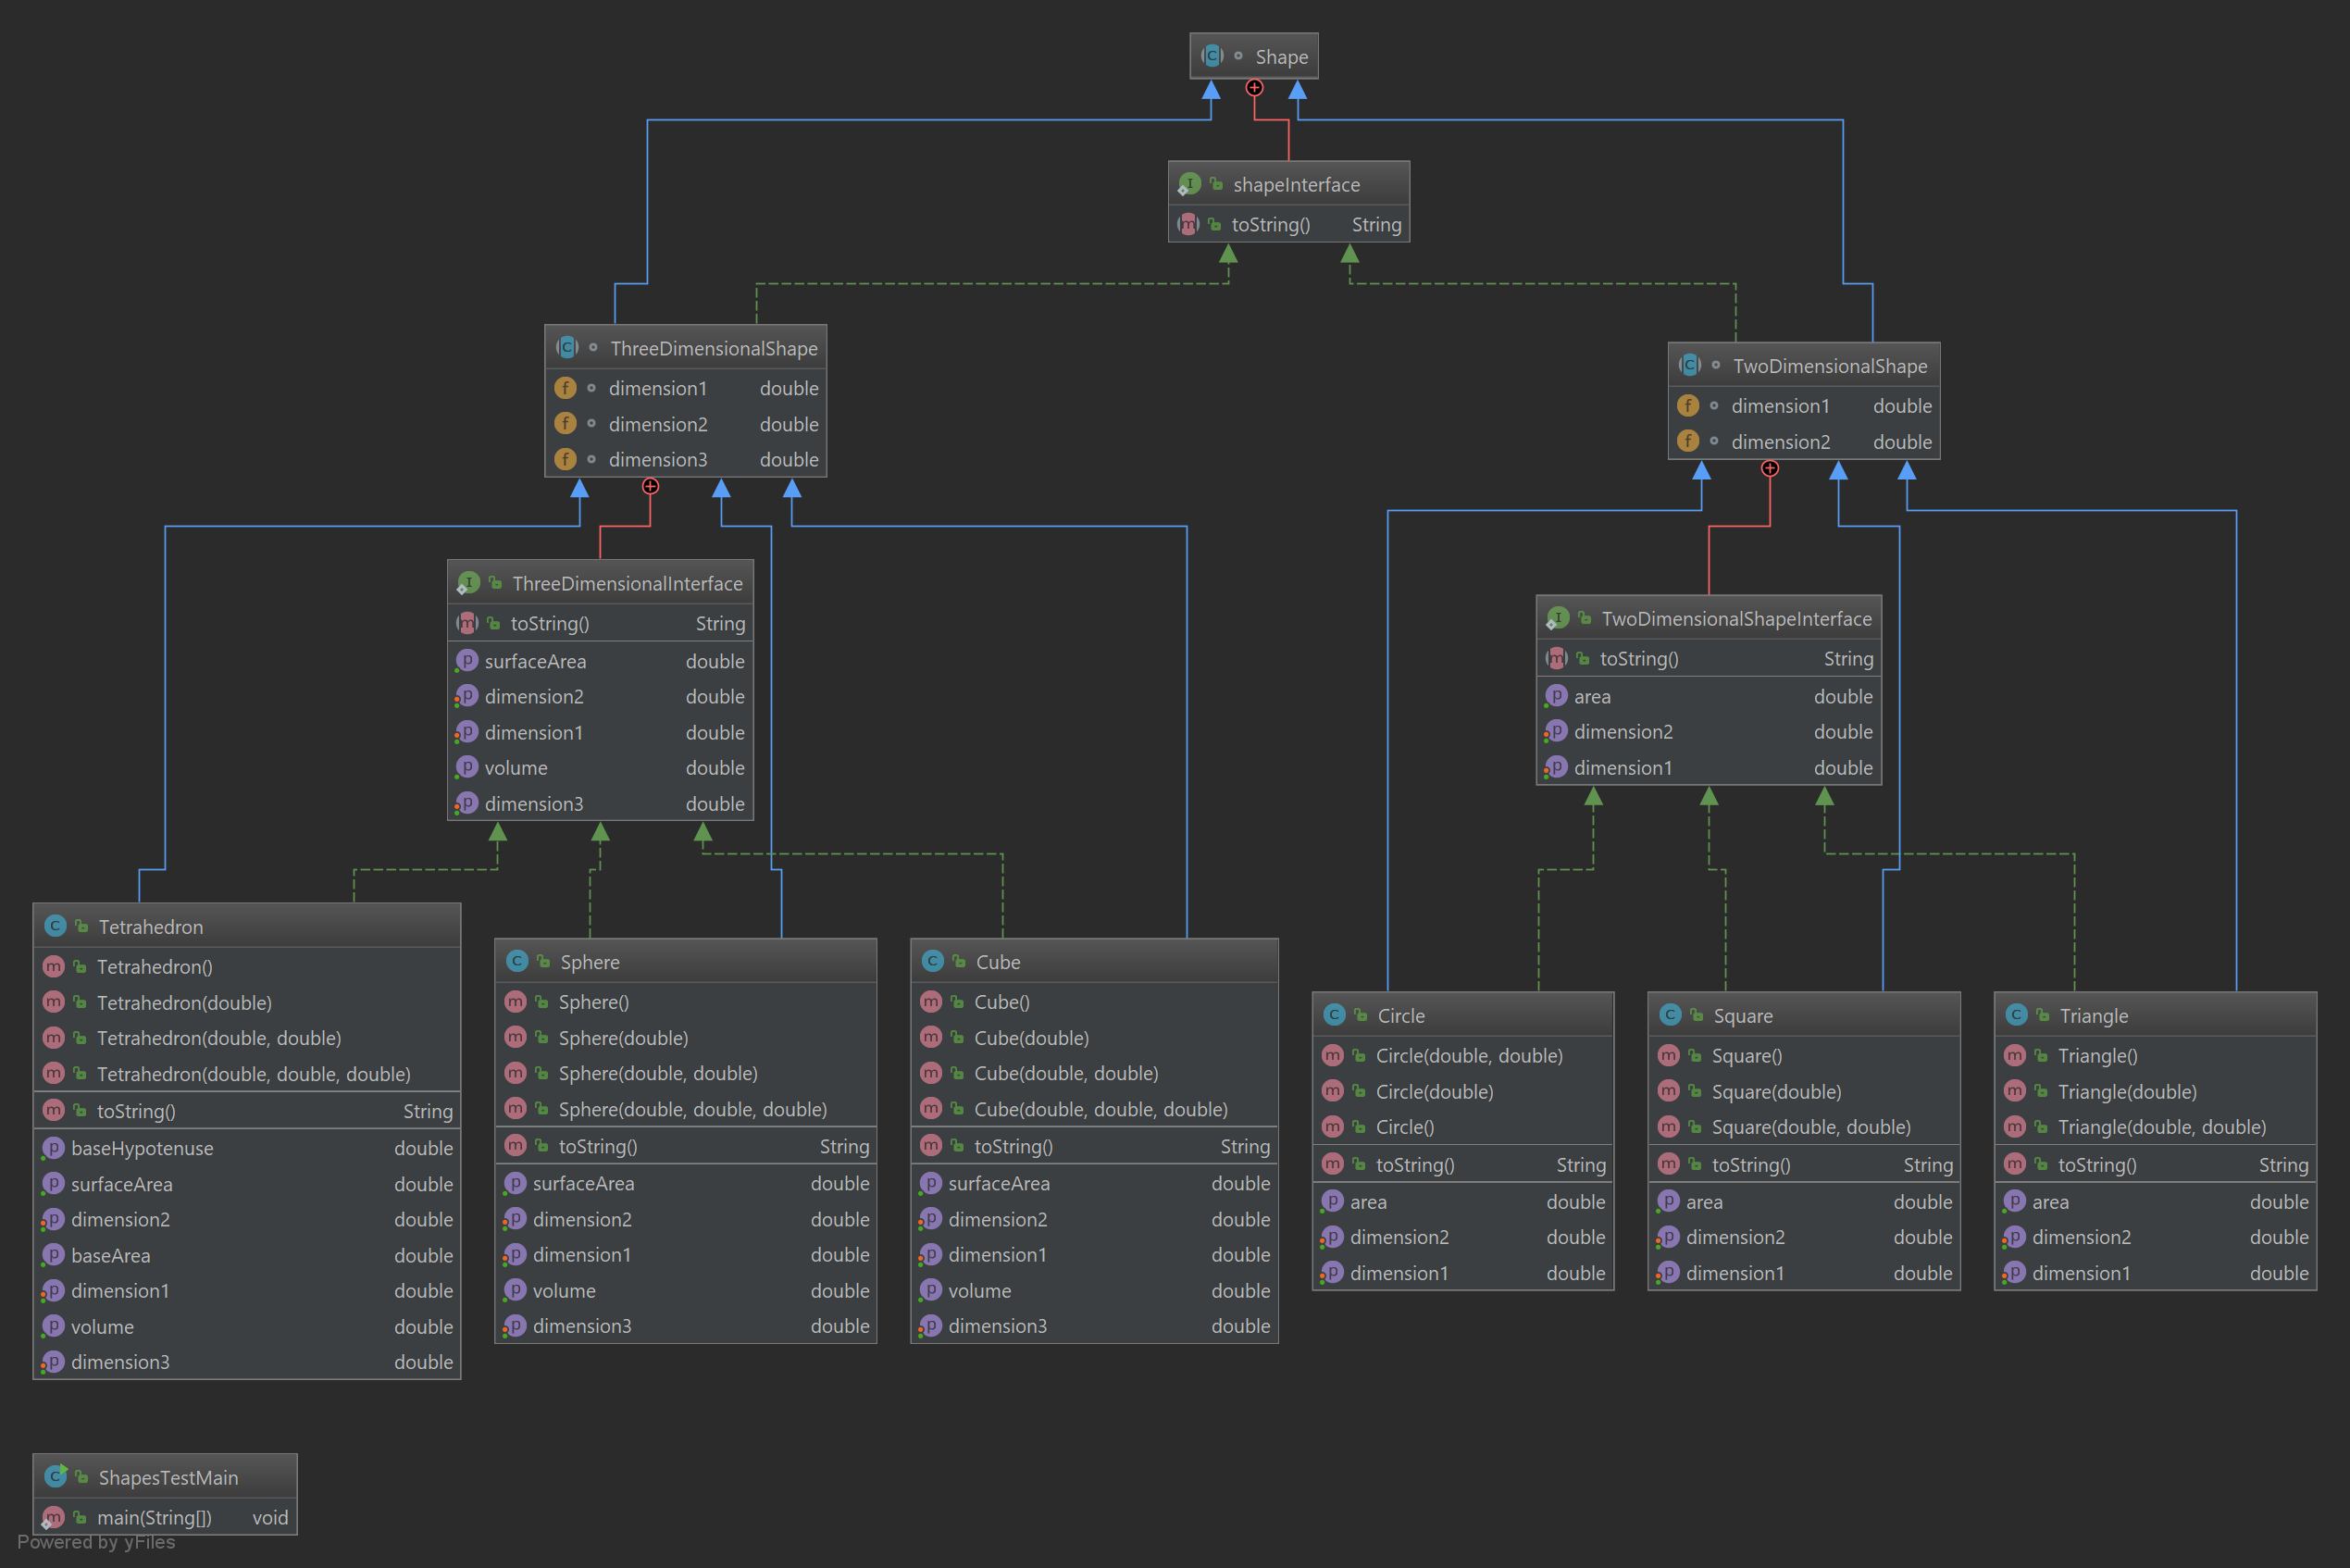 Shape
shapeInterface
toString() String
ThreeDimensionalShape
dimension1 double
dimension2 double
dimension3 double
TwoDimensionalShape
dimension1 double
dimension2 double
ThreeDimensionalInterface
toString() String
surfaceArea double
dimension2 double
dimension1 double
volume double
dimension3 double
TwoDimensionalShapeInterface
toString() String
area double
dimension2 double
dimension1 double
Tetrahedron
Tetrahedron()
Tetrahedron(double)
Tetrahedron(double, double)
Tetrahedron(double, double, double)
toString() String
baseHypotenuse double
surfaceArea double
dimension2 double
baseArea double
dimension1 double
volume double
dimension3 double
Sphere
Sphere()
Sphere(double)
Sphere(double, double)
Sphere(double, double, double)
toString() String
surfaceArea double
dimension2 double
dimension1 double
volume double
dimension3 double
Cube
Cube()
Cube(double)
Cube(double, double)
Cube(double, double, double)
toString() String
surfaceArea double
dimension2 double
dimension1 double
volume double
dimension3 double
Circle
Circle(double, double)
Circle(double)
Circle()
toString() String
area double
dimension2 double
dimension1 double
Square
Square()
Square(double)
Square(double, double)
toString() String
area double
dimension2 double
dimension1 double
Triangle
Triangle()
Triangle(double)
Triangle(double, double)
toString() String
area double
dimension2 double
dimension1 double
ShapesTestMain
main(String[]) void
Powered by yFiles